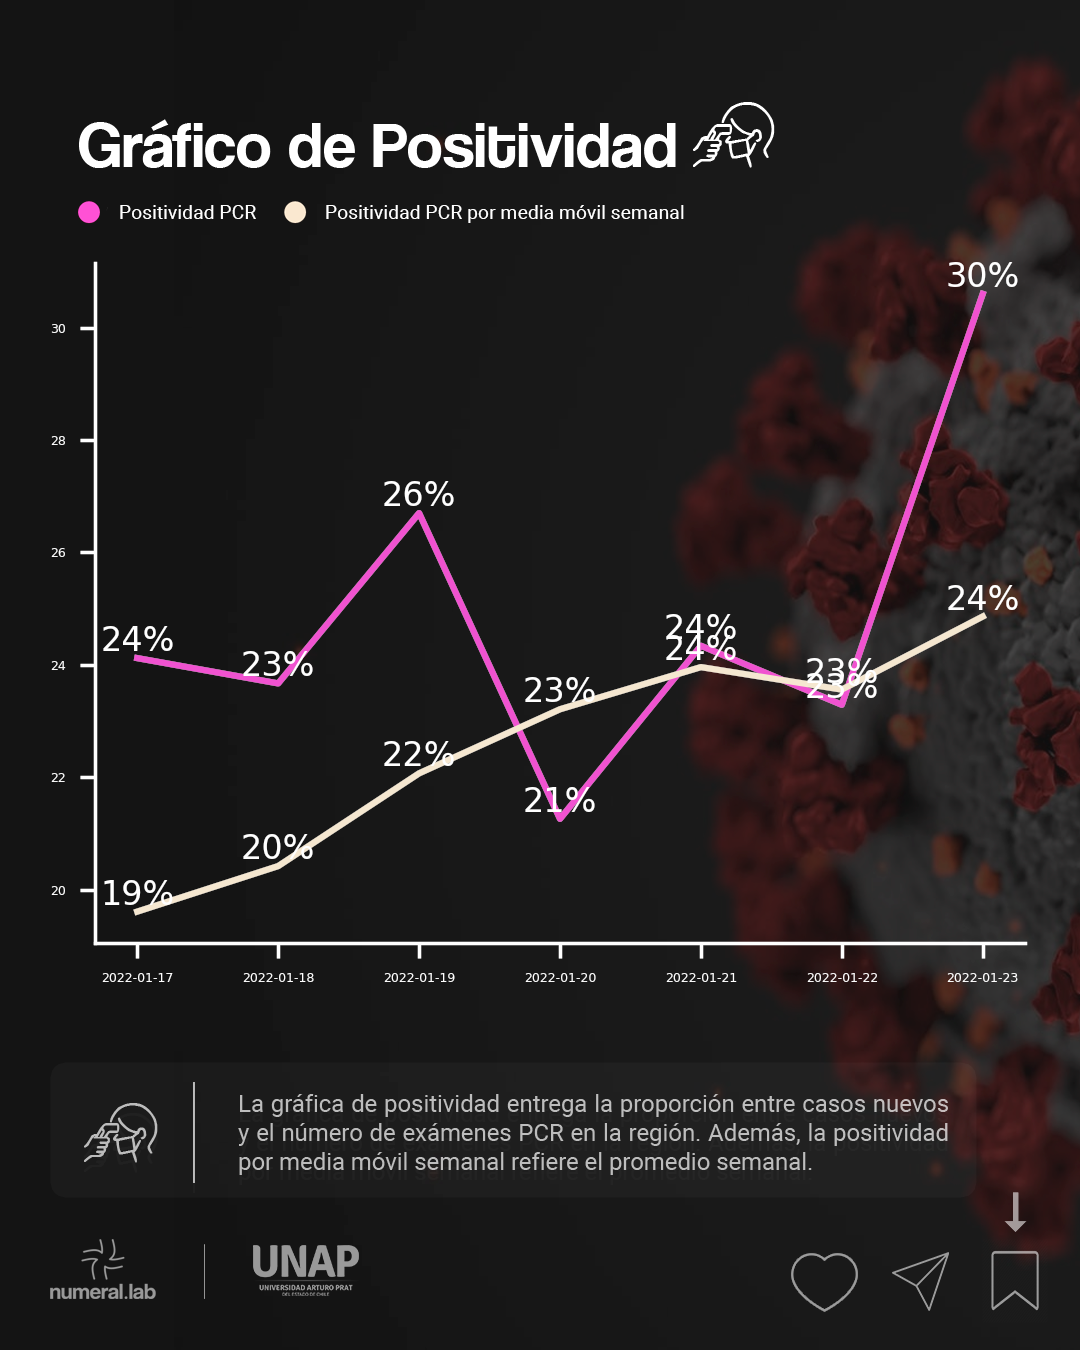 Gráfico de Positividad
Positividad PCR
Positividad PCR por media móvil semanal
30%
30
28
26%
26
24%
24%
24%
24%
23%
24
23%
23%
23%
22%
22
21%
20%
19%
20
2022-01-17
2022-01-18
2022-01-19
2022-01-20
2022-01-21
2022-01-22
2022-01-23
La gráfica de positividad entrega la proporción entre casos nuevos
y el número de exámenes PCR en la región. Además, la positividad
por media móvil semanal refiere el promedio semanal.
numeral.lab
UNAP
UNIVERSIDAD ARTURO PRAT
DEL ESTADO DE CHILE